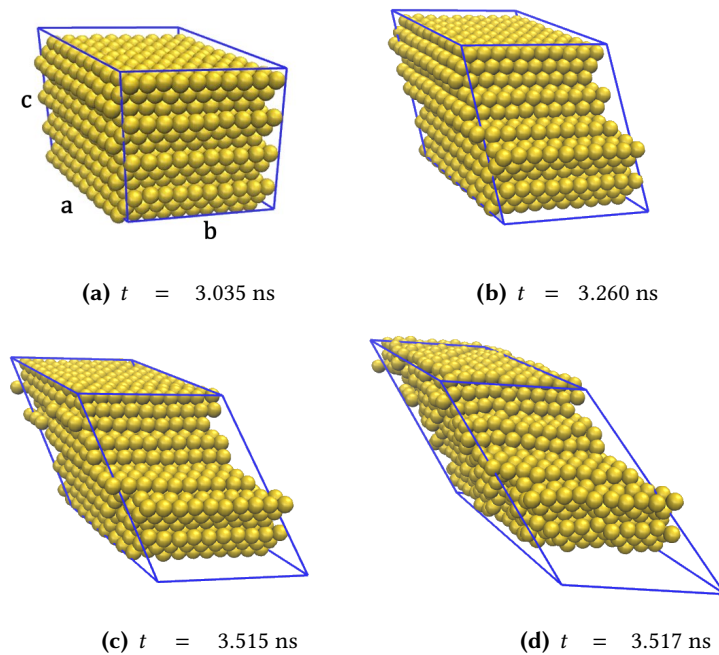 c
a
b
(a) t = 3.035 ns
(b) t = 3.260 ns
(c) t = 3.515 ns
(d) t = 3.517 ns